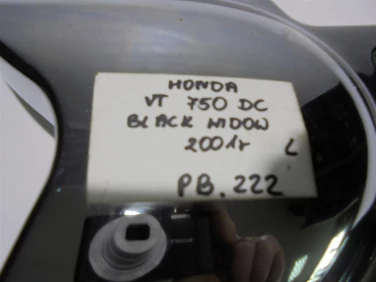 HONDA
VT 750 DC
BLACK WIDOW
2001r L
PB.222